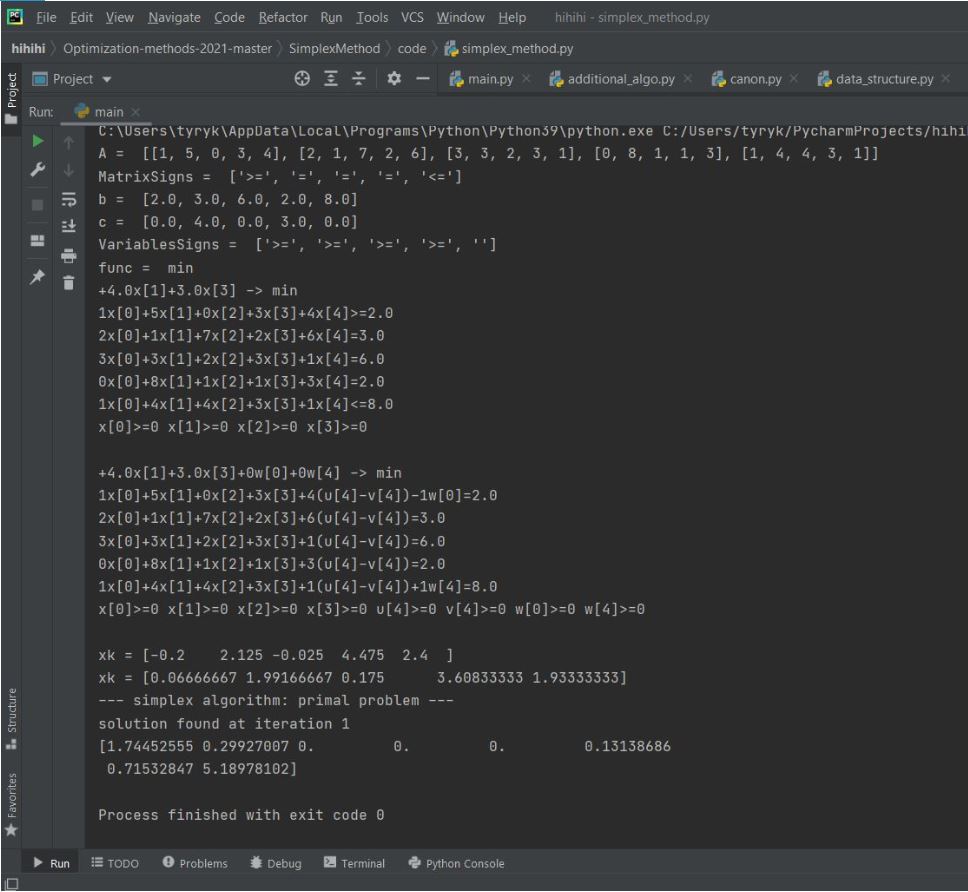 File Edit View Navigate Code Refactor Run Tools VCS Window Help hihihi - simplex_method.py
hihihi Optimization-methods-2021-master SimplexMethod code simplex_method.py
Project main.py additional_algo.py canon.py data_structure.py
Project
Run: main
C:\Users\tyryk\AppData\Local\Programs\Python\Python39\python.exe C:/Users/tyryk/PycharmProjects/hihi
A =  [[1, 5, 0, 3, 4], [2, 1, 7, 2, 6], [3, 3, 2, 3, 1], [0, 8, 1, 1, 3], [1, 4, 4, 3, 1]]
MatrixSigns =  ['>=', '=', '=', '=', '<=']
b =  [2.0, 3.0, 6.0, 2.0, 8.0]
c =  [0.0, 4.0, 0.0, 3.0, 0.0]
VariablesSigns =  ['>=', '>=', '>=', '>=', '']
func =  min
+4.0x[1]+3.0x[3] -> min
1x[0]+5x[1]+0x[2]+3x[3]+4x[4]>=2.0
2x[0]+1x[1]+7x[2]+2x[3]+6x[4]=3.0
3x[0]+3x[1]+2x[2]+3x[3]+1x[4]=6.0
0x[0]+8x[1]+1x[2]+1x[3]+3x[4]=2.0
1x[0]+4x[1]+4x[2]+3x[3]+1x[4]<=8.0
x[0]>=0 x[1]>=0 x[2]>=0 x[3]>=0
+4.0x[1]+3.0x[3]+0w[0]+0w[4] -> min
1x[0]+5x[1]+0x[2]+3x[3]+4(u[4]-v[4])-1w[0]=2.0
2x[0]+1x[1]+7x[2]+2x[3]+6(u[4]-v[4])=3.0
3x[0]+3x[1]+2x[2]+3x[3]+1(u[4]-v[4])=6.0
0x[0]+8x[1]+1x[2]+1x[3]+3(u[4]-v[4])=2.0
1x[0]+4x[1]+4x[2]+3x[3]+1(u[4]-v[4])+1w[4]=8.0
x[0]>=0 x[1]>=0 x[2]>=0 x[3]>=0 u[4]>=0 v[4]>=0 w[0]>=0 w[4]>=0
xk = [-0.2    2.125 -0.025  4.475  2.4  ]
xk = [0.06666667 1.99166667 0.175      3.60833333 1.93333333]
--- simplex algorithm: primal problem ---
solution found at iteration 1
[1.74452555 0.29927007 0.         0.         0.         0.13138686
 0.71532847 5.18978102]
Process finished with exit code 0
Structure
Favorites
Run TODO Problems Debug Terminal Python Console